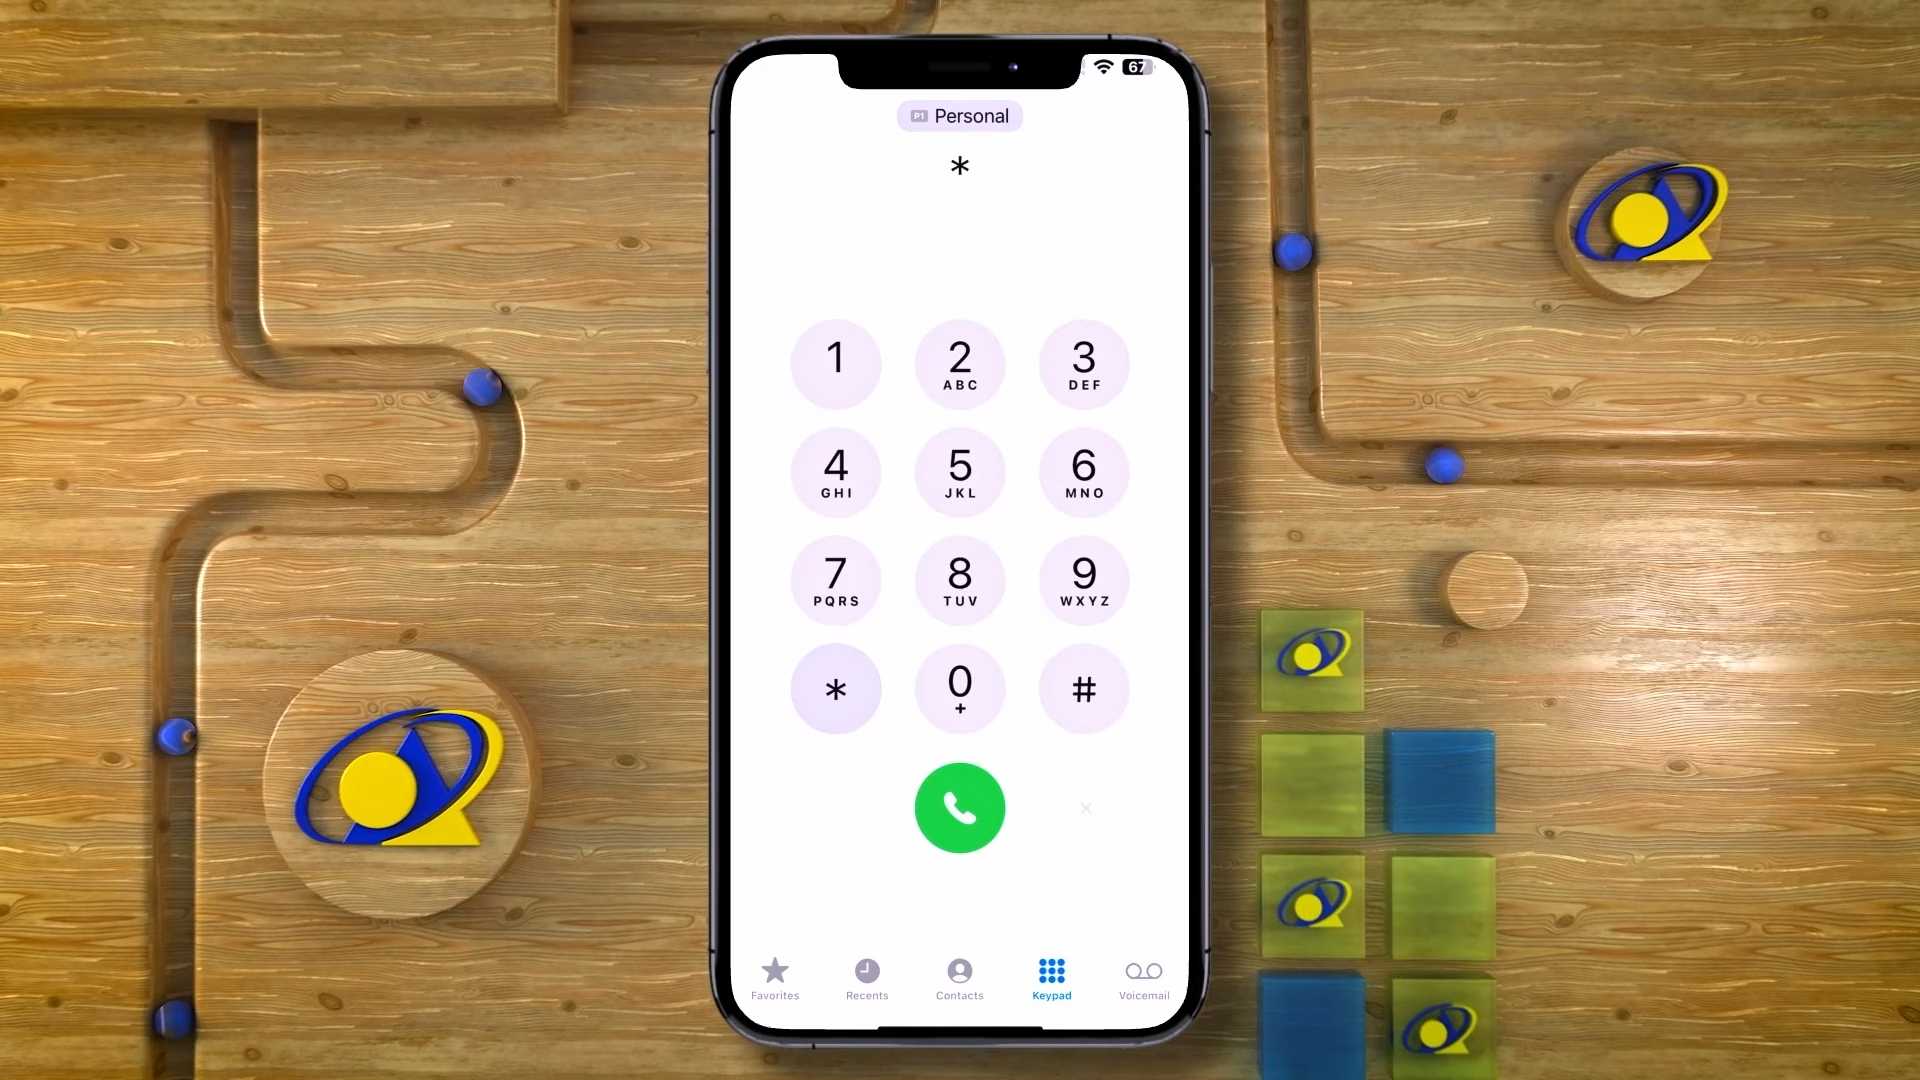 67
P1 Personal
*
1
2
ABC
3
DEF
4
GHI
5
JKL
6
MNO
7
PQRS
8
TUV
9
WXYZ
*
0
+
#
Favorites
Recents
Contacts
Keypad
Voicemail